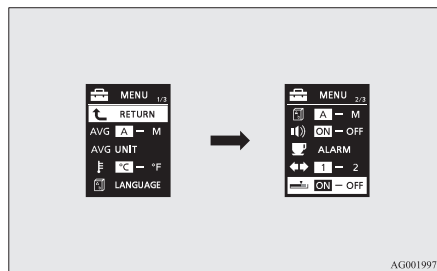 MENU 1/3
RETURN
AVG A – M
AVG UNIT
°C – °F
LANGUAGE
MENU 2/3
A – M
ON – OFF
ALARM
1 – 2
ON – OFF
AG001997